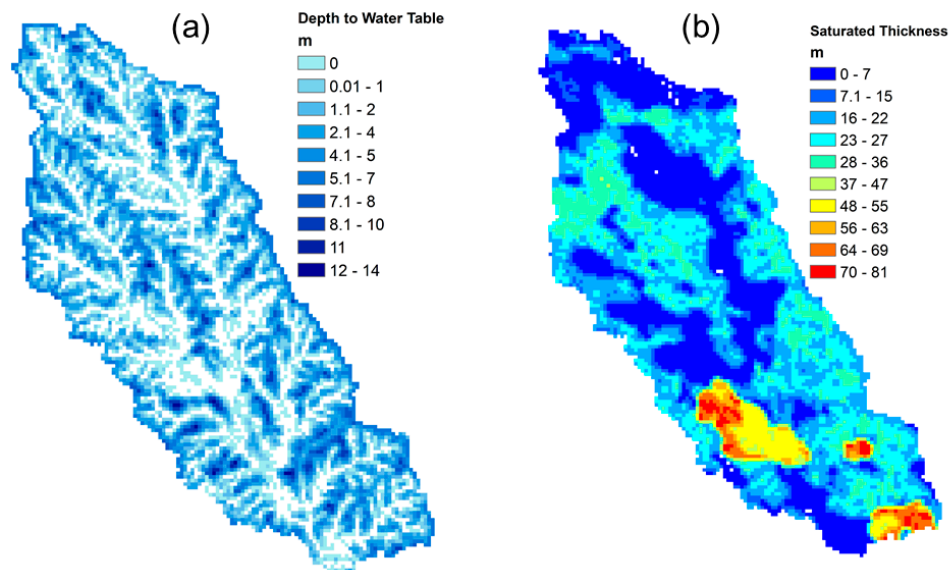 (a)
Depth to Water Table
m
0
0.01 - 1
1.1 - 2
2.1 - 4
4.1 - 5
5.1 - 7
7.1 - 8
8.1 - 10
11
12 - 14
(b)
Saturated Thickness
m
0 - 7
7.1 - 15
16 - 22
23 - 27
28 - 36
37 - 47
48 - 55
56 - 63
64 - 69
70 - 81